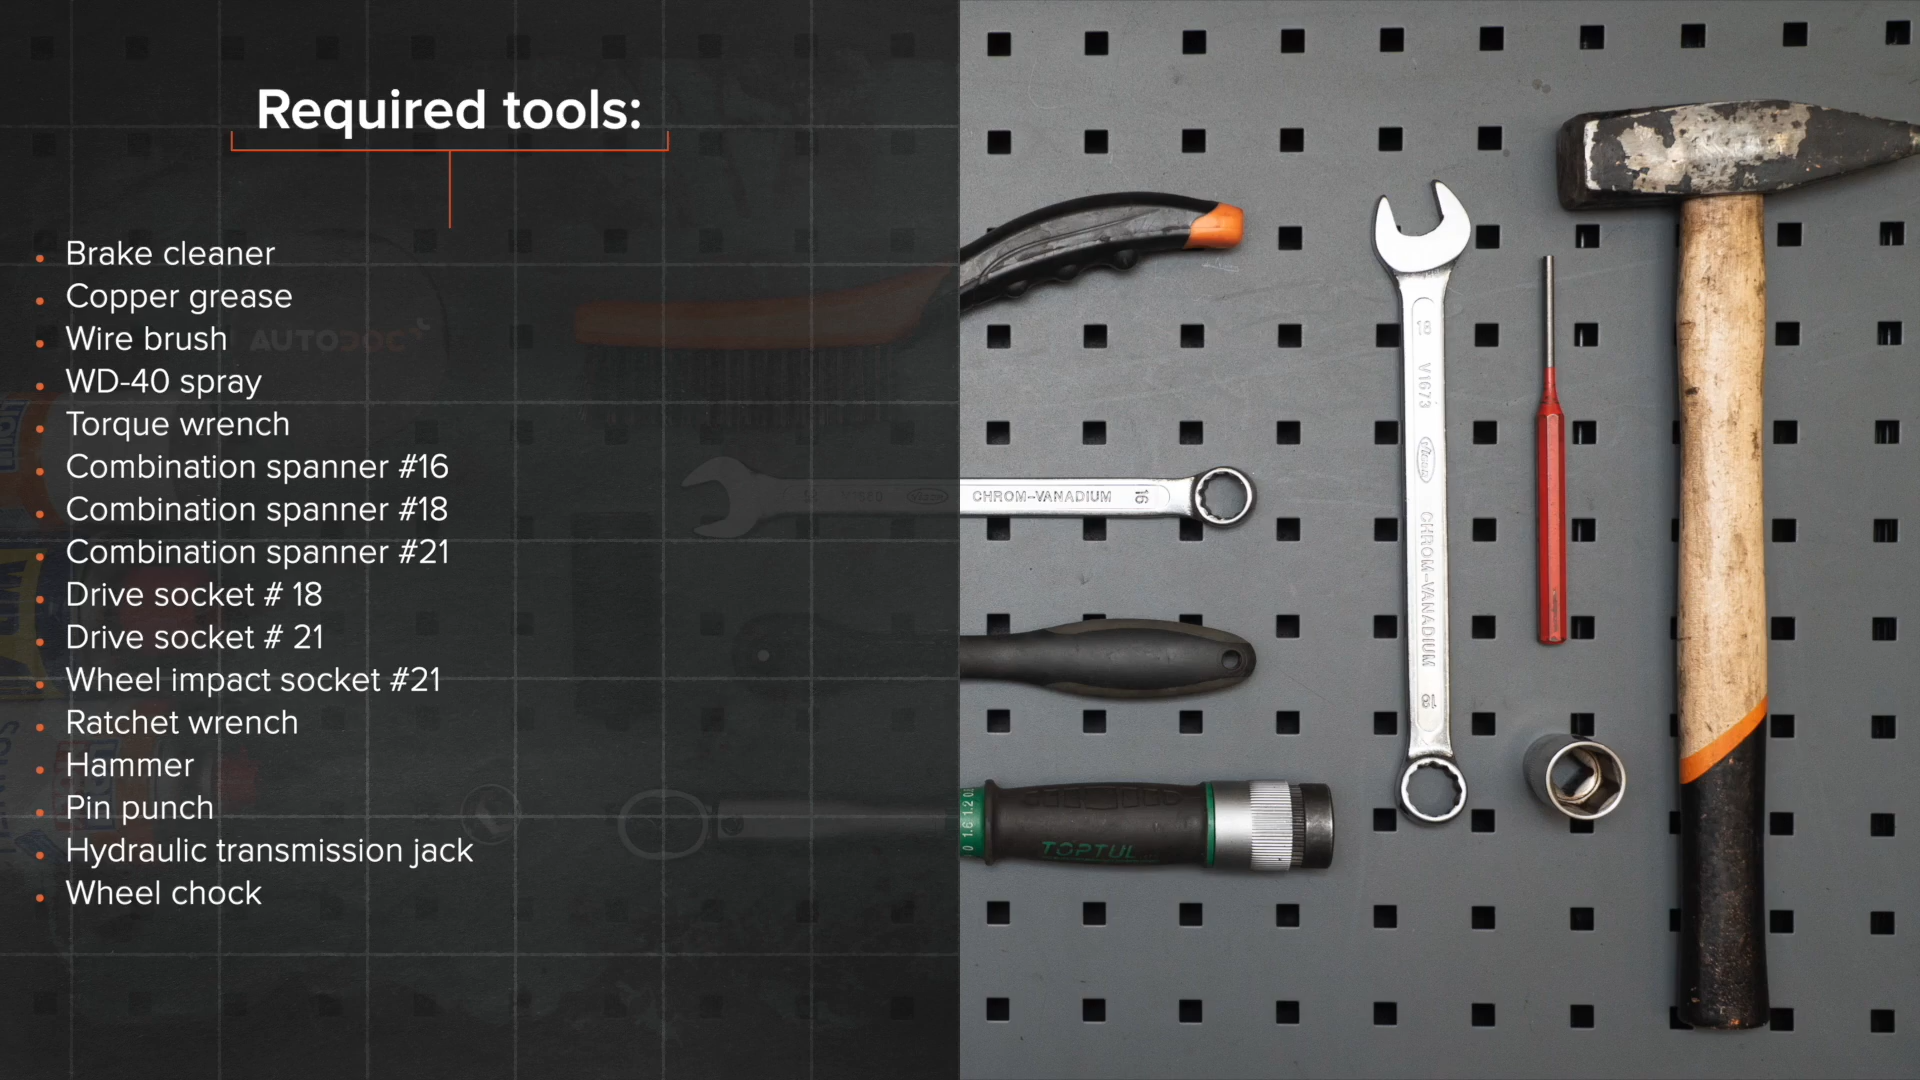 Required tools:
Brake cleaner
Copper grease
Wire brush
WD-40 spray
Torque wrench
Combination spanner #16
Combination spanner #18
Combination spanner #21
Drive socket # 18
Drive socket # 21
Wheel impact socket #21
Ratchet wrench
Hammer
Pin punch
Hydraulic transmission jack
Wheel chock
AUTODOC
CHROM-VANADIUM 16
18 V1673
CHROM-VANADIUM 18
TOPTUL